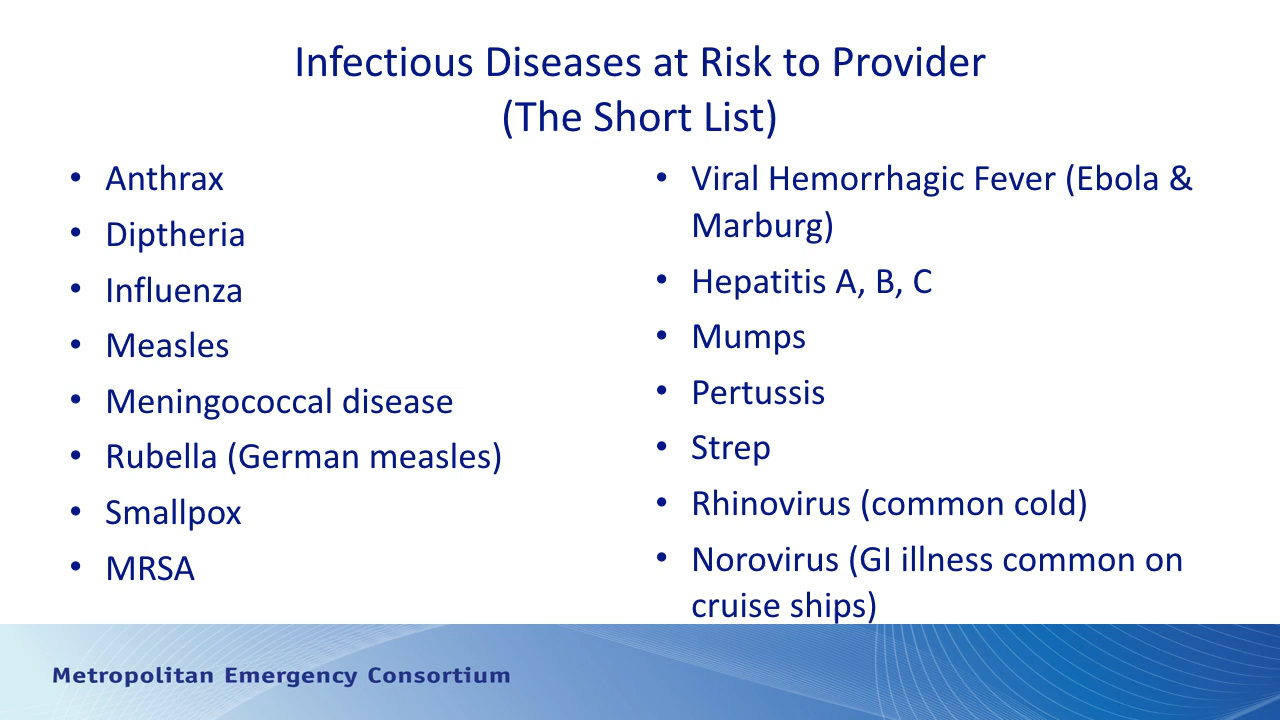 Infectious Diseases at Risk to Provider
(The Short List)
• Anthrax
• Diptheria
• Influenza
• Measles
• Meningococcal disease
• Rubella (German measles)
• Smallpox
• MRSA
• Viral Hemorrhagic Fever (Ebola &
Marburg)
• Hepatitis A, B, C
• Mumps
• Pertussis
• Strep
• Rhinovirus (common cold)
• Norovirus (GI illness common on
cruise ships)
Metropolitan Emergency Consortium